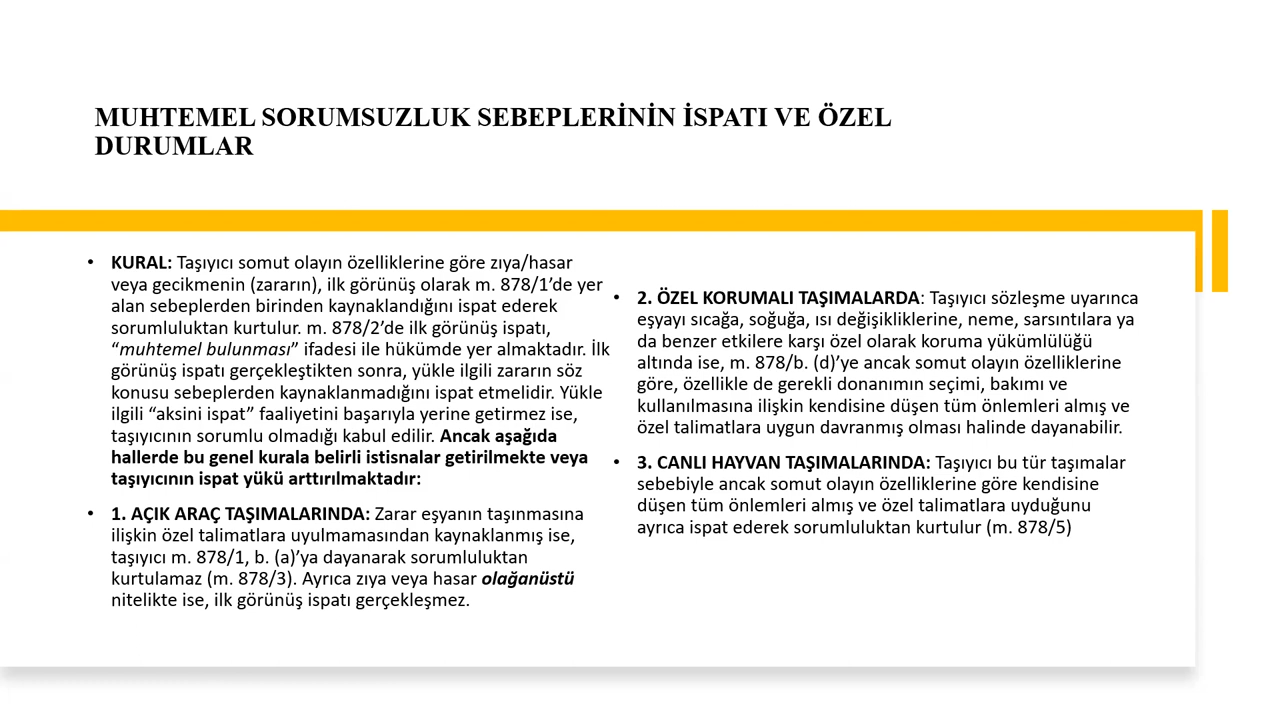 MUHTEMEL SORUMSUZLUK SEBEPLERİNİN İSPATI VE ÖZEL
DURUMLAR
• KURAL: Taşıyıcı somut olayın özelliklerine göre zıya/hasar
veya gecikmenin (zararın), ilk görünüş olarak m. 878/1’de yer
alan sebeplerden birinden kaynaklandığını ispat ederek
sorumluluktan kurtulur. m. 878/2’de ilk görünüş ispatı,
“muhtemel bulunması” ifadesi ile hükümde yer almaktadır. İlk
görünüş ispatı gerçekleştikten sonra, yükle ilgili zararın söz
konusu sebeplerden kaynaklanmadığını ispat etmelidir. Yükle
ilgili “aksini ispat” faaliyetini başarıyla yerine getirmez ise,
taşıyıcının sorumlu olmadığı kabul edilir. Ancak aşağıda
hallerde bu genel kurala belirli istisnalar getirilmekte veya
taşıyıcının ispat yükü arttırılmaktadır:
• 1. AÇIK ARAÇ TAŞIMALARINDA: Zarar eşyanın taşınmasına
ilişkin özel talimatlara uyulmamasından kaynaklanmış ise,
taşıyıcı m. 878/1, b. (a)’ya dayanarak sorumluluktan
kurtulamaz (m. 878/3). Ayrıca zıya veya hasar olağanüstü
nitelikte ise, ilk görünüş ispatı gerçekleşmez.
• 2. ÖZEL KORUMALI TAŞIMALARDA: Taşıyıcı sözleşme uyarınca
eşyayı sıcağa, soğuğa, ısı değişikliklerine, neme, sarsıntılara ya
da benzer etkilere karşı özel olarak koruma yükümlülüğü
altında ise, m. 878/b. (d)’ye ancak somut olayın özelliklerine
göre, özellikle de gerekli donanımın seçimi, bakımı ve
kullanılmasına ilişkin kendisine düşen tüm önlemleri almış ve
özel talimatlara uygun davranmış olması halinde dayanabilir.
• 3. CANLI HAYVAN TAŞIMALARINDA: Taşıyıcı bu tür taşımalar
sebebiyle ancak somut olayın özelliklerine göre kendisine
düşen tüm önlemleri almış ve özel talimatlara uyduğunu
ayrıca ispat ederek sorumluluktan kurtulur (m. 878/5)